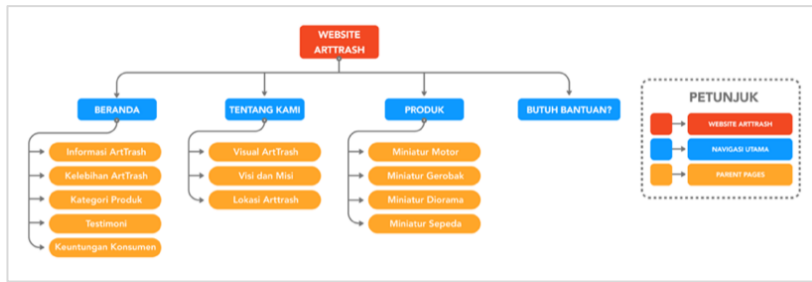 WEBSITE
ARTTRASH
BERANDA
Informasi ArtTrash
Kelebihan ArtTrash
Kategori Produk
Testimoni
Keuntungan Konsumen
TENTANG KAMI
Visual ArtTrash
Visi dan Misi
Lokasi Arttrash
PRODUK
Miniatur Motor
Miniatur Gerobak
Miniatur Diorama
Miniatur Sepeda
BUTUH BANTUAN?
PETUNJUK
WEBSITE ARTTRASH
NAVIGASI UTAMA
PARENT PAGES